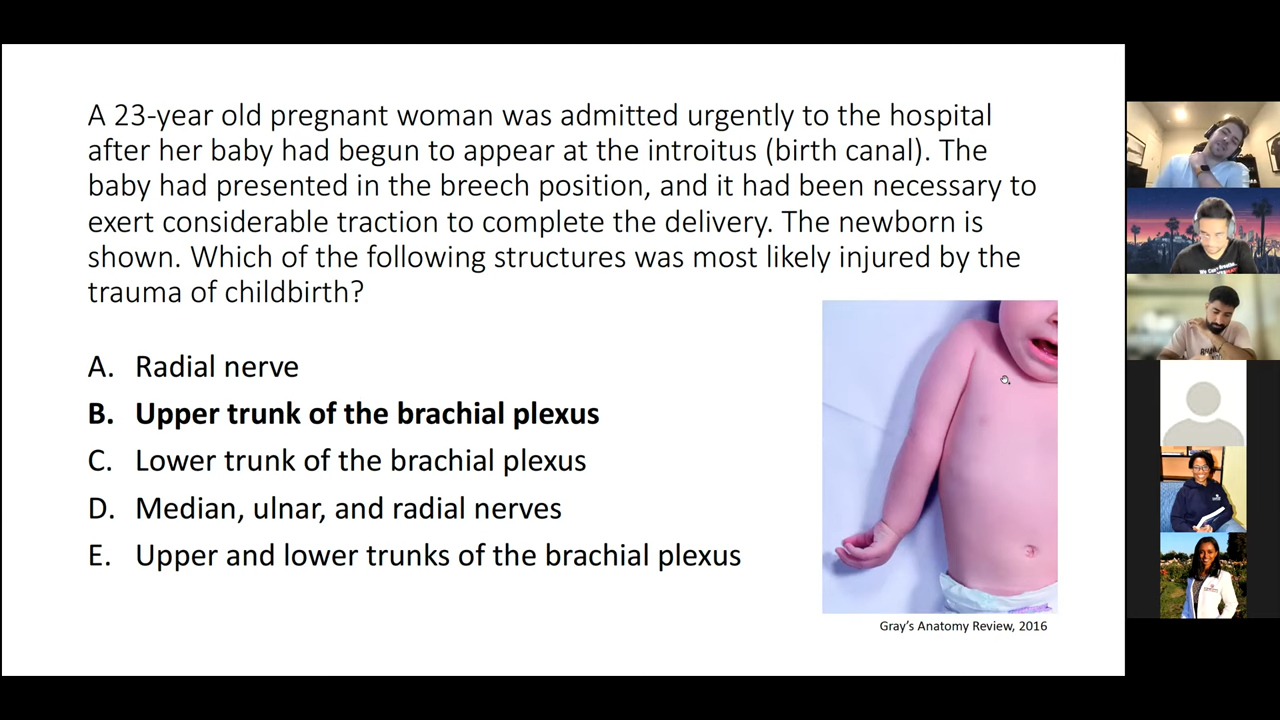 A 23-year old pregnant woman was admitted urgently to the hospital
after her baby had begun to appear at the introitus (birth canal). The
baby had presented in the breech position, and it had been necessary to
exert considerable traction to complete the delivery. The newborn is
shown. Which of the following structures was most likely injured by the
trauma of childbirth?
A. Radial nerve
B. Upper trunk of the brachial plexus
C. Lower trunk of the brachial plexus
D. Median, ulnar, and radial nerves
E. Upper and lower trunks of the brachial plexus
Gray's Anatomy Review, 2016